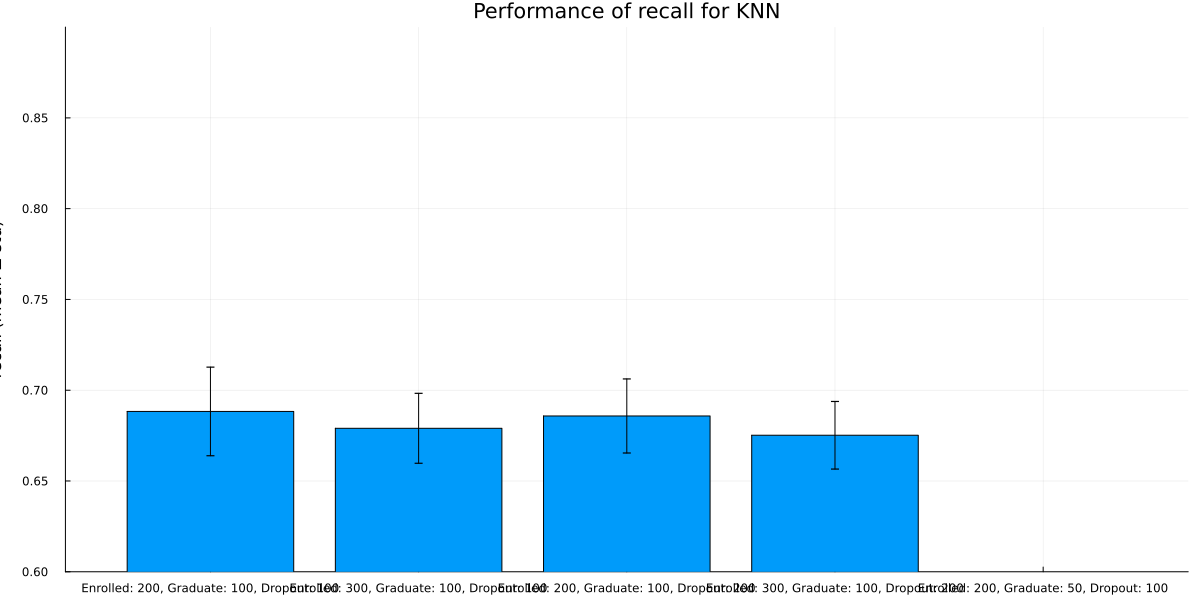 Performance of recall for KNN
0.85
0.80
0.75
0.70
0.65
0.60
Enrolled: 200, Graduate: 100, Dropout: 100
Enrolled: 300, Graduate: 100, Dropout: 100
Enrolled: 200, Graduate: 100, Dropout: 200
Enrolled: 300, Graduate: 100, Dropout: 200
Enrolled: 200, Graduate: 50, Dropout: 100